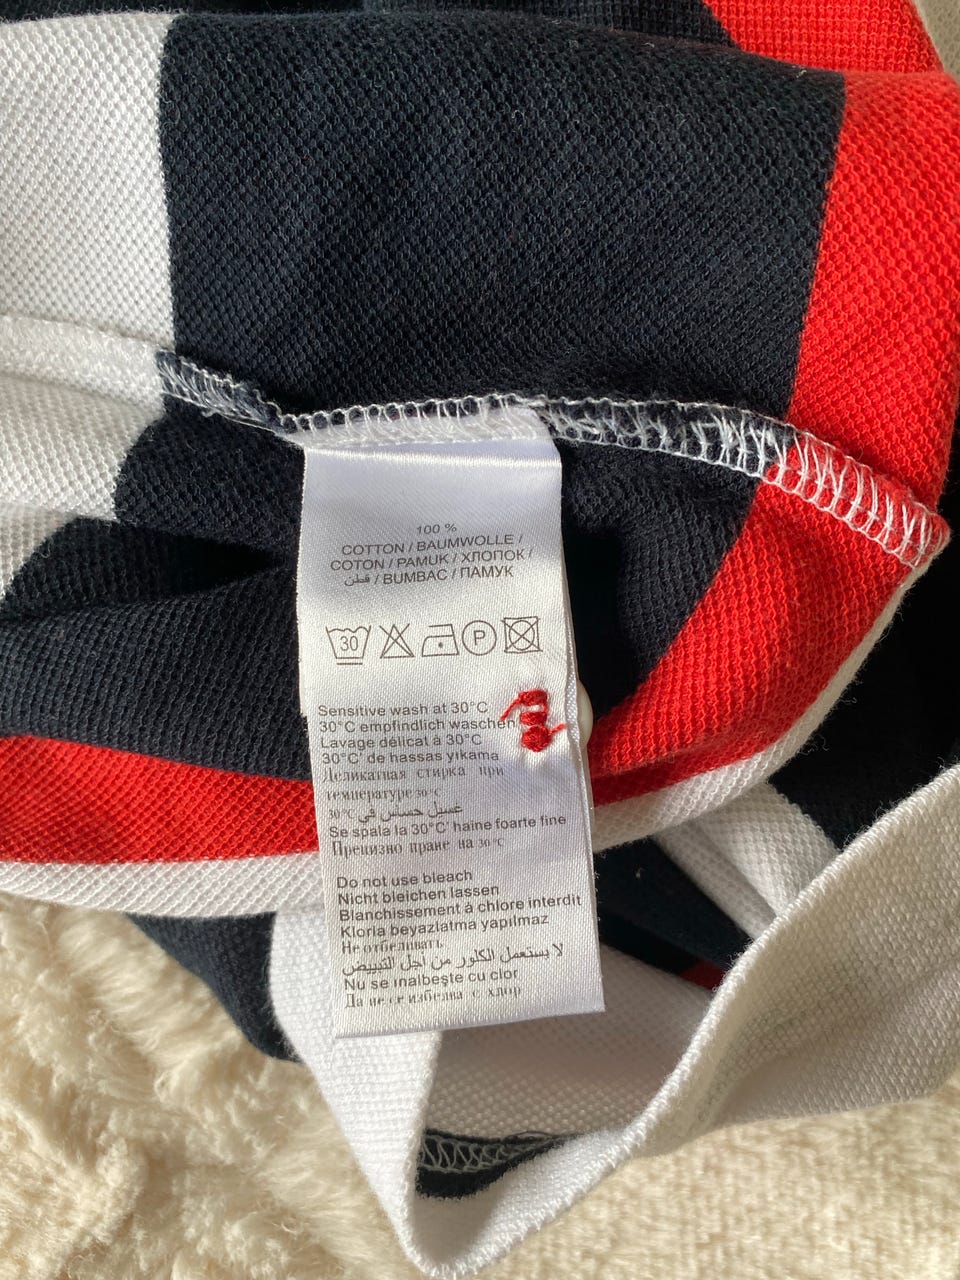 100 %
COTTON / BAUMWOLLE /
COTON / PAMUK / ХЛОПОК /
قطن / BUMBAC / ПАМУК
30 P
Sensitive wash at 30°C
30°C empfindlich waschen
Lavage délicat à 30°C
30°C' de hassas yıkama
Деликатная стирка при
температуре 30°C
30°C غسيل حساس في
Se spala la 30°C' haine foarte fine
Прецизно пране на 30°C
Do not use bleach
Nicht bleichen lassen
Blanchissement à chlore interdit
Kloria beyazlatma yapılmaz
Не отбеливать
لا يستعمل الكلور من اجل التبييض
Nu se inalbeşte cu clor
Да не се избелва с хлор